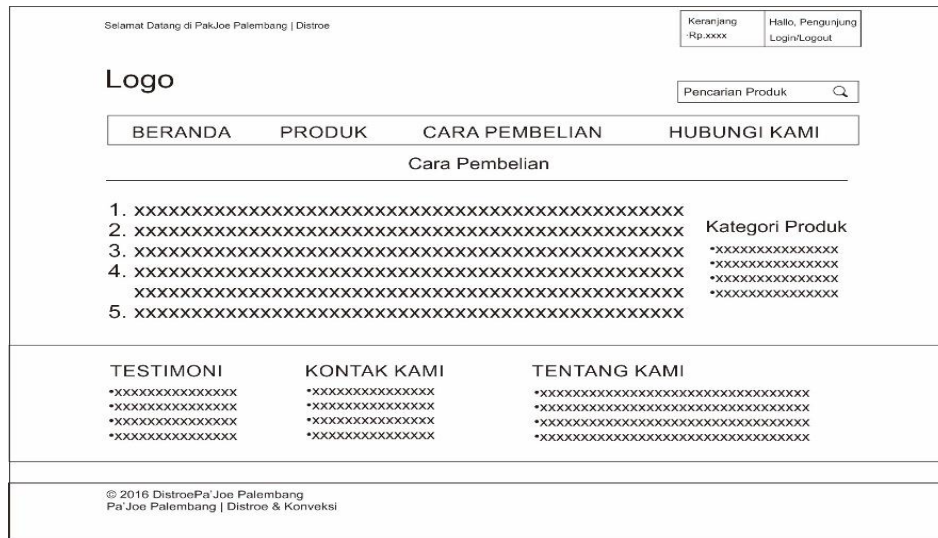 Selamat Datang di PakJoe Palembang | Distroe
Keranjang
·Rp.xxxx
Hallo, Pengunjung
Login/Logout
Logo
Pencarian Produk
BERANDA PRODUK CARA PEMBELIAN HUBUNGI KAMI
Cara Pembelian
1. xxxxxxxxxxxxxxxxxxxxxxxxxxxxxxxxxxxxxxxxxxxxxxxx
2. xxxxxxxxxxxxxxxxxxxxxxxxxxxxxxxxxxxxxxxxxxxxxxxx
3. xxxxxxxxxxxxxxxxxxxxxxxxxxxxxxxxxxxxxxxxxxxxxxxx
4. xxxxxxxxxxxxxxxxxxxxxxxxxxxxxxxxxxxxxxxxxxxxxxxx
xxxxxxxxxxxxxxxxxxxxxxxxxxxxxxxxxxxxxxxxxxxxxxxx
5. xxxxxxxxxxxxxxxxxxxxxxxxxxxxxxxxxxxxxxxxxxxxxxxx
Kategori Produk
•xxxxxxxxxxxxxxx
•xxxxxxxxxxxxxxx
•xxxxxxxxxxxxxxx
•xxxxxxxxxxxxxxx
TESTIMONI
•xxxxxxxxxxxxxxx
•xxxxxxxxxxxxxxx
•xxxxxxxxxxxxxxx
•xxxxxxxxxxxxxxx
KONTAK KAMI
•xxxxxxxxxxxxxxx
•xxxxxxxxxxxxxxx
•xxxxxxxxxxxxxxx
•xxxxxxxxxxxxxxx
TENTANG KAMI
•xxxxxxxxxxxxxxxxxxxxxxxxxxxxxxxxx
•xxxxxxxxxxxxxxxxxxxxxxxxxxxxxxxxx
•xxxxxxxxxxxxxxxxxxxxxxxxxxxxxxxxx
•xxxxxxxxxxxxxxxxxxxxxxxxxxxxxxxxx
© 2016 DistroePa'Joe Palembang
Pa'Joe Palembang | Distroe & Konveksi